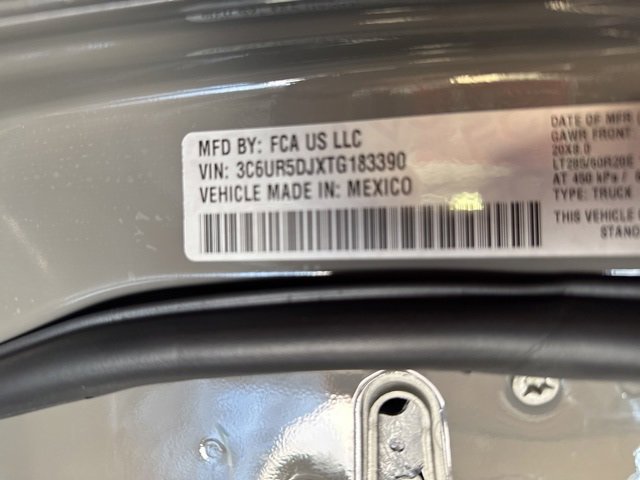 MFD BY: FCA US LLC
VIN: 3C6UR5DJXTG183390
VEHICLE MADE IN: MEXICO
DATE OF MFR
GAWR FRONT
20X8.0
LT285/60R20E
AT 450 kPa /
TYPE: TRUCK
THIS VEHICLE
STAND